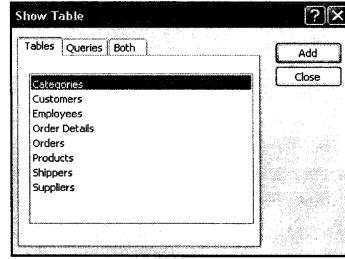 Show Table
Tables Queries Both
Add
Close
Categories
Customers
Employees
Order Details
Orders
Products
Shippers
Suppliers